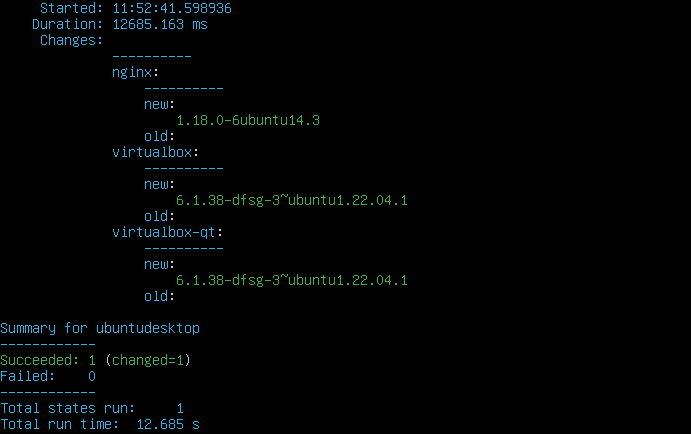 Started: 11:52:41.598936
Duration: 12685.163 ms
Changes:
----------
nginx:
----------
new:
1.18.0-6ubuntu14.3
old:
virtualbox:
----------
new:
6.1.38-dfsg-3~ubuntu1.22.04.1
old:
virtualbox-qt:
----------
new:
6.1.38-dfsg-3~ubuntu1.22.04.1
old:
Summary for ubuntudesktop
------------
Succeeded: 1 (changed=1)
Failed:    0
------------
Total states run:     1
Total run time:  12.685 s